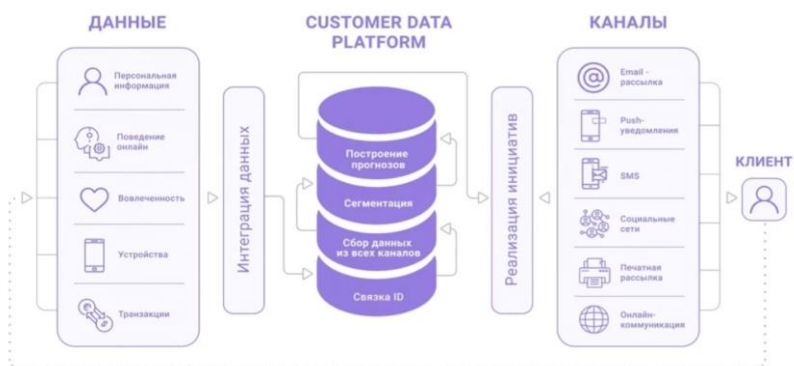 ДАННЫЕ
Персональная
информация
Поведение
онлайн
Вовлеченность
Устройства
Транзакции
Интеграция данных
CUSTOMER DATA
PLATFORM
Построение
прогнозов
Сегментация
Сбор данных
из всех каналов
Связка ID
Реализация инициатив
КАНАЛЫ
Email -
рассылка
Push-
уведомления
SMS
Социальные
сети
Печатная
рассылка
Онлайн-
коммуникация
КЛИЕНТ